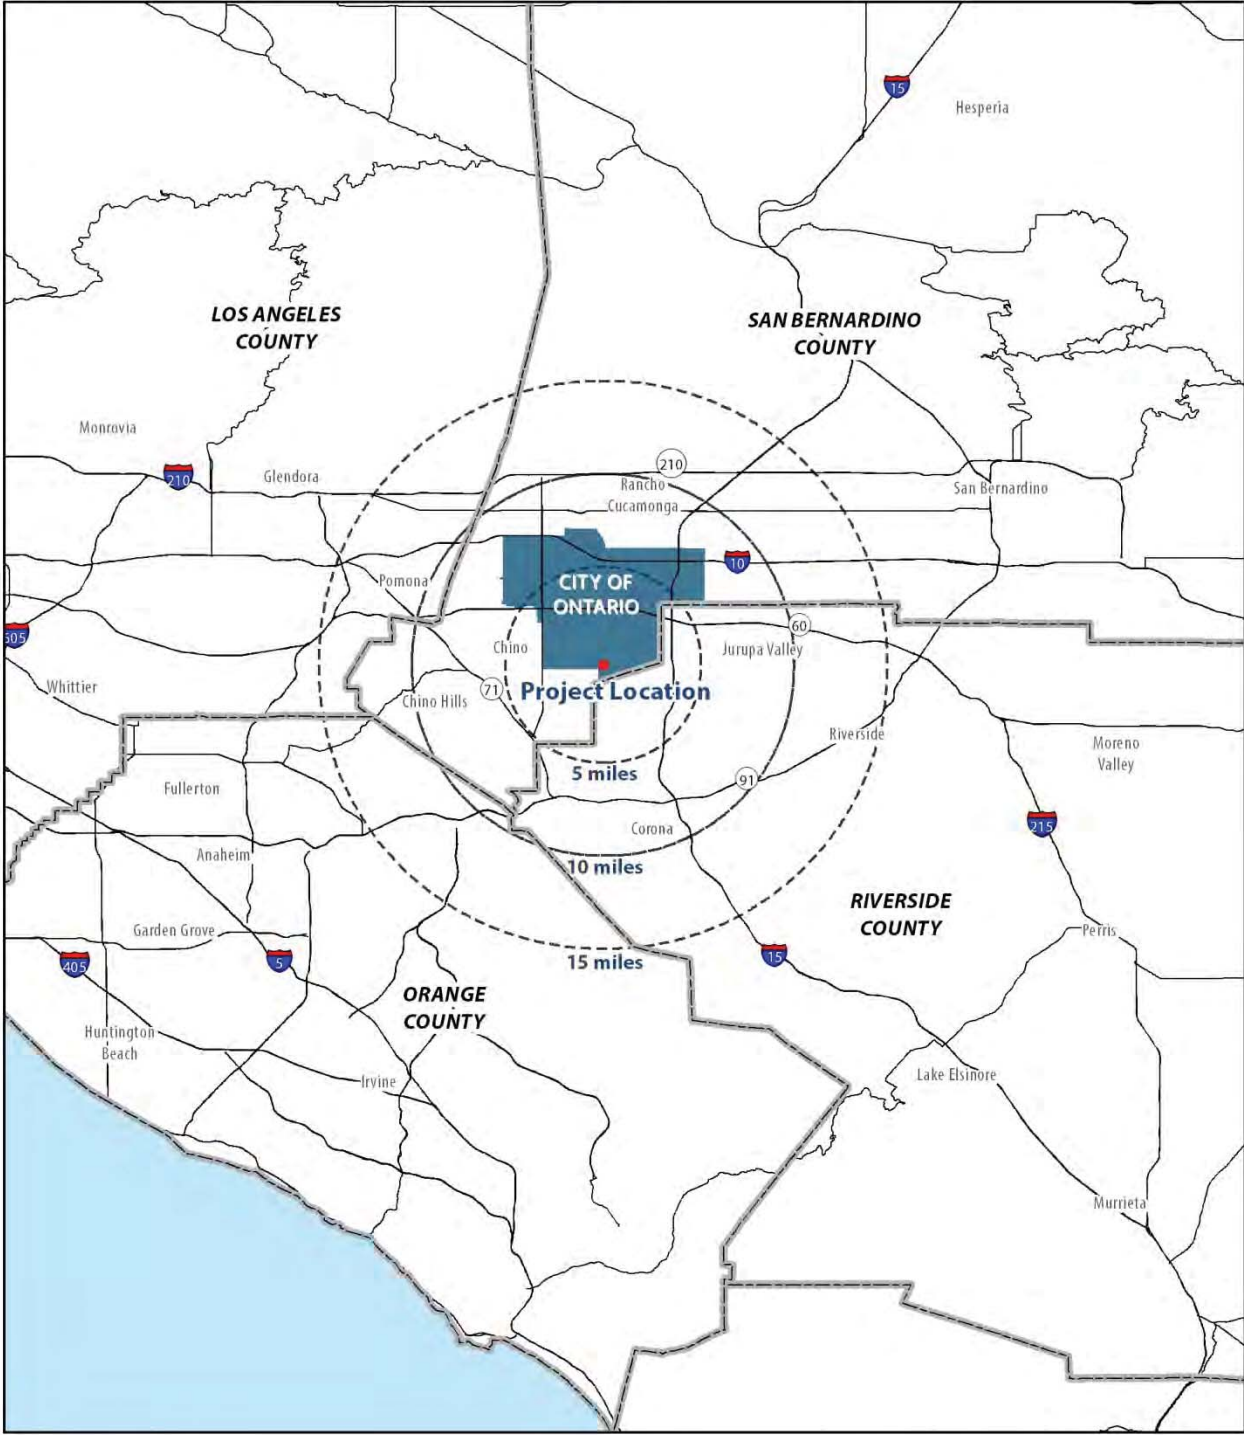 15
Hesperia
LOS ANGELES
COUNTY
SAN BERNARDINO
COUNTY
Monrovia
210
Glendora
210
Rancho
Cucamonga
San Bernardino
10
Pomona
CITY OF
ONTARIO
605
60
Chino
Jurupa Valley
Whittier
71
Project Location
Chino Hills
Riverside
Moreno
Valley
5 miles
91
Fullerton
Corona
215
Anaheim
10 miles
RIVERSIDE
COUNTY
Garden Grove
Perris
15 miles
15
405
5
ORANGE
COUNTY
Huntington
Beach
Irvine
Lake Elsinore
Murrieta